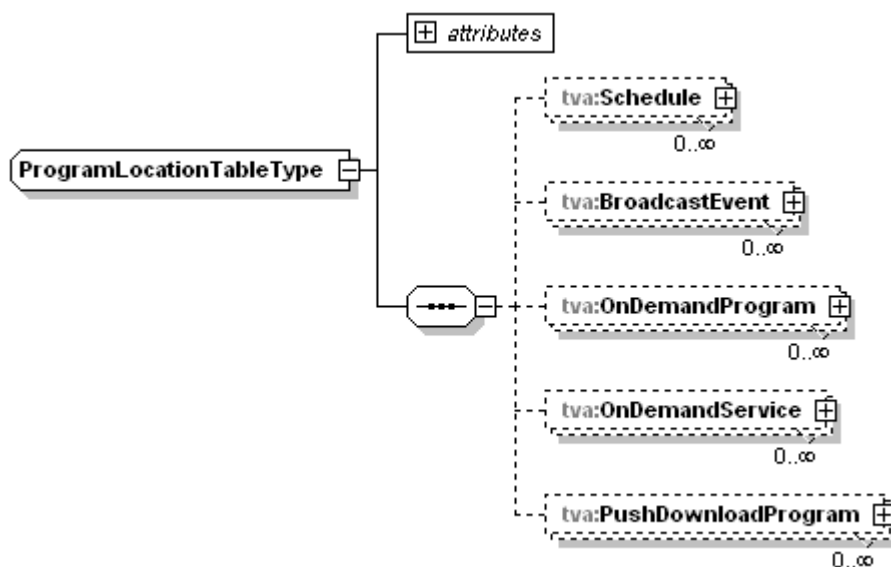 attributes
tva:Schedule
0..∞
ProgramLocationTableType
tva:BroadcastEvent
0..∞
tva:OnDemandProgram
0..∞
tva:OnDemandService
0..∞
tva:PushDownloadProgram
0..∞